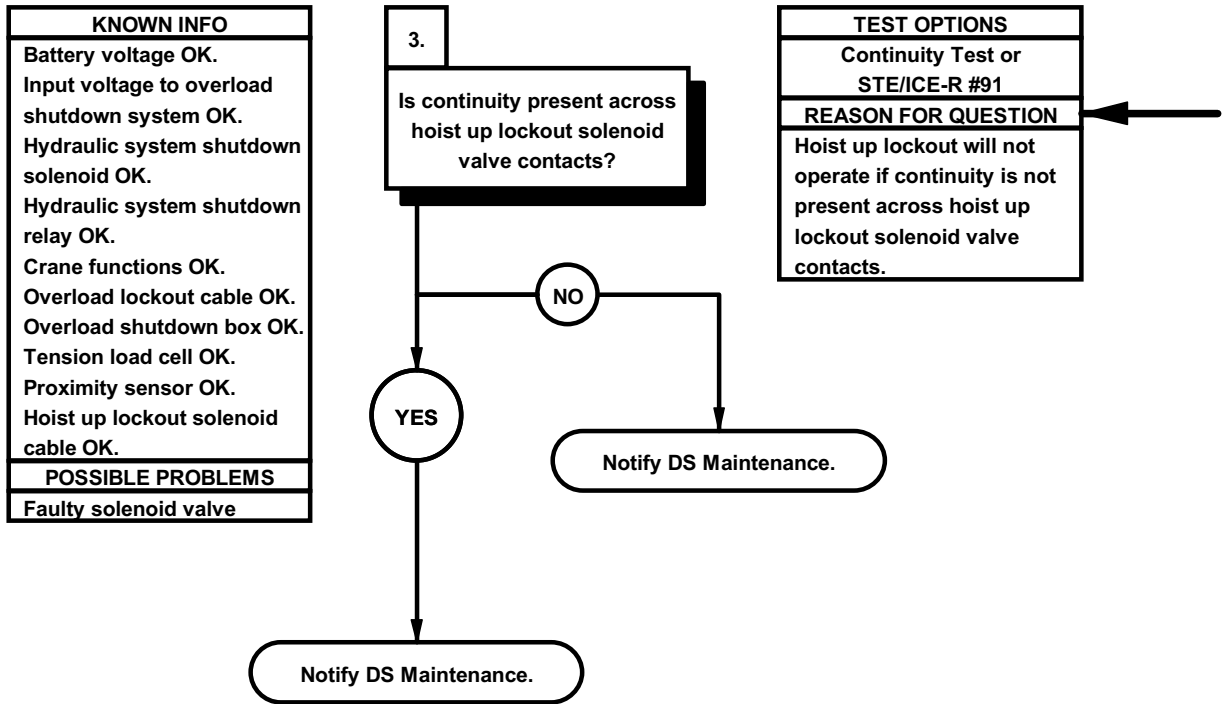 KNOWN INFO
Battery voltage OK.
Input voltage to overload
shutdown system OK.
Hydraulic system shutdown
solenoid OK.
Hydraulic system shutdown
relay OK.
Crane functions OK.
Overload lockout cable OK.
Overload shutdown box OK.
Tension load cell OK.
Proximity sensor OK.
Hoist up lockout solenoid
cable OK.
POSSIBLE PROBLEMS
Faulty solenoid valve
3.
Is continuity present across
hoist up lockout solenoid
valve contacts?
NO
YES
Notify DS Maintenance.
Notify DS Maintenance.
TEST OPTIONS
Continuity Test or
STE/ICE-R #91
REASON FOR QUESTION
Hoist up lockout will not
operate if continuity is not
present across hoist up
lockout solenoid valve
contacts.